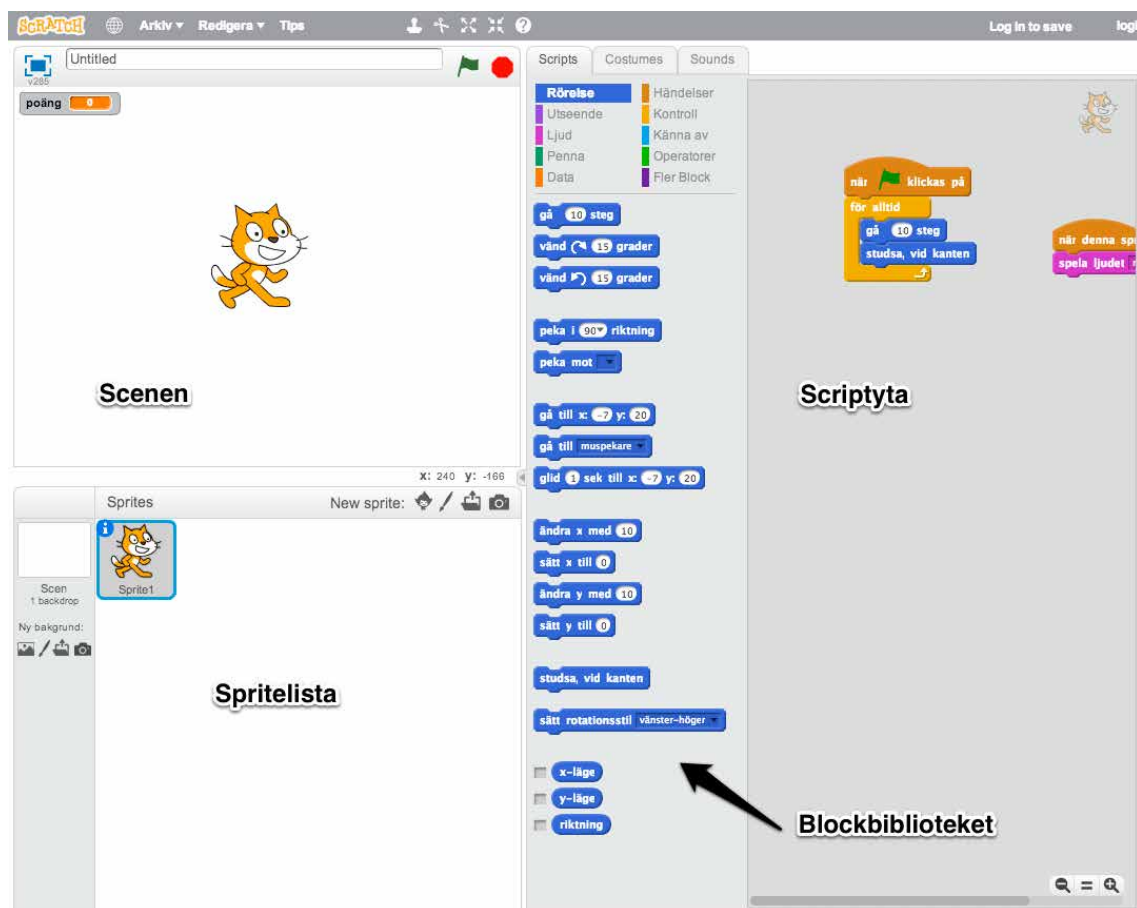 SCRATCH Arkiv Redigera Tips Log in to save
Untitled
v285
poäng 0
Scenen
x: 240 y: -166
Sprites New sprite:
Sprite1
Scen
1 backdrop
Ny bakgrund:
Spritelista
Scripts Costumes Sounds
Rörelse Händelser
Utseende Kontroll
Ljud Känna av
Penna Operatorer
Data Fler Block
gå 10 steg
vänd 15 grader
vänd 15 grader
peka i 90 riktning
peka mot
gå till x: -7 y: 20
gå till muspekare
glid 1 sek till x: -7 y: 20
ändra x med 10
sätt x till 0
ändra y med 10
sätt y till 0
studsa, vid kanten
sätt rotationsstil vänster-höger
x-läge
y-läge
riktning
när klickas på
för alltid
gå 10 steg
studsa, vid kanten
när denna
spela ljudet
Scriptyta
Blockbiblioteket